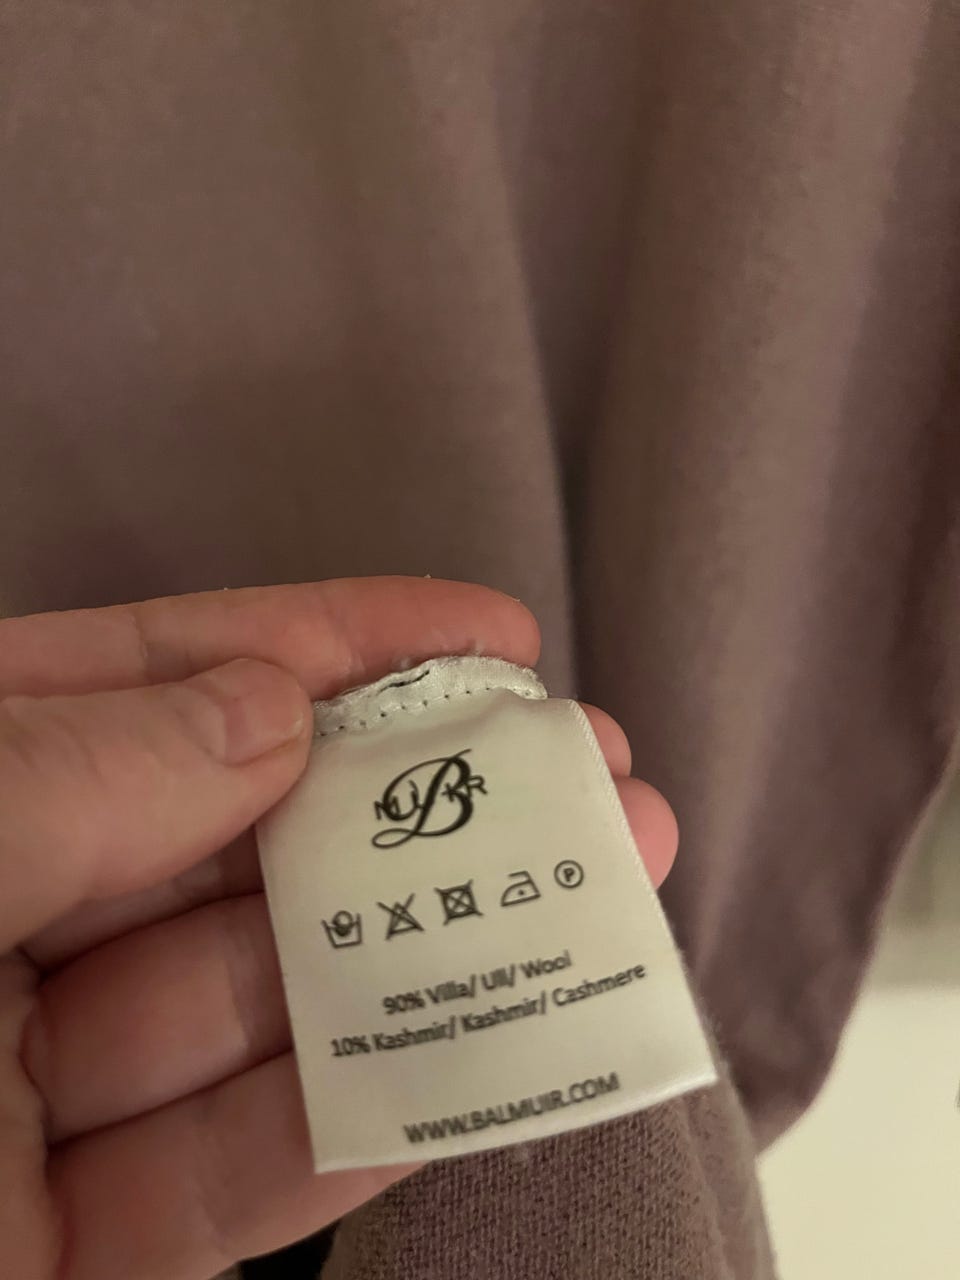 B
90% Villa/ Ull/ Wool
10% Kashmir/ Kashmir/ Cashmere
WWW.BALMUIR.COM